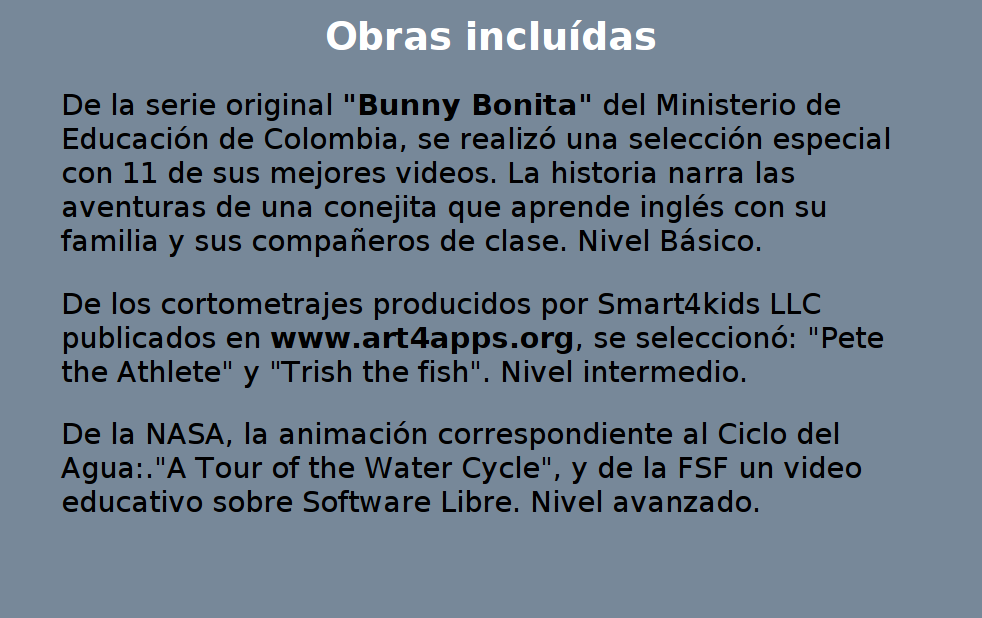 Obras incluídas
De la serie original "Bunny Bonita" del Ministerio de
Educación de Colombia, se realizó una selección especial
con 11 de sus mejores videos. La historia narra las
aventuras de una conejita que aprende inglés con su
familia y sus compañeros de clase. Nivel Básico.
De los cortometrajes producidos por Smart4kids LLC
publicados en www.art4apps.org, se seleccionó: "Pete
the Athlete" y "Trish the fish". Nivel intermedio.
De la NASA, la animación correspondiente al Ciclo del
Agua:."A Tour of the Water Cycle", y de la FSF un video
educativo sobre Software Libre. Nivel avanzado.